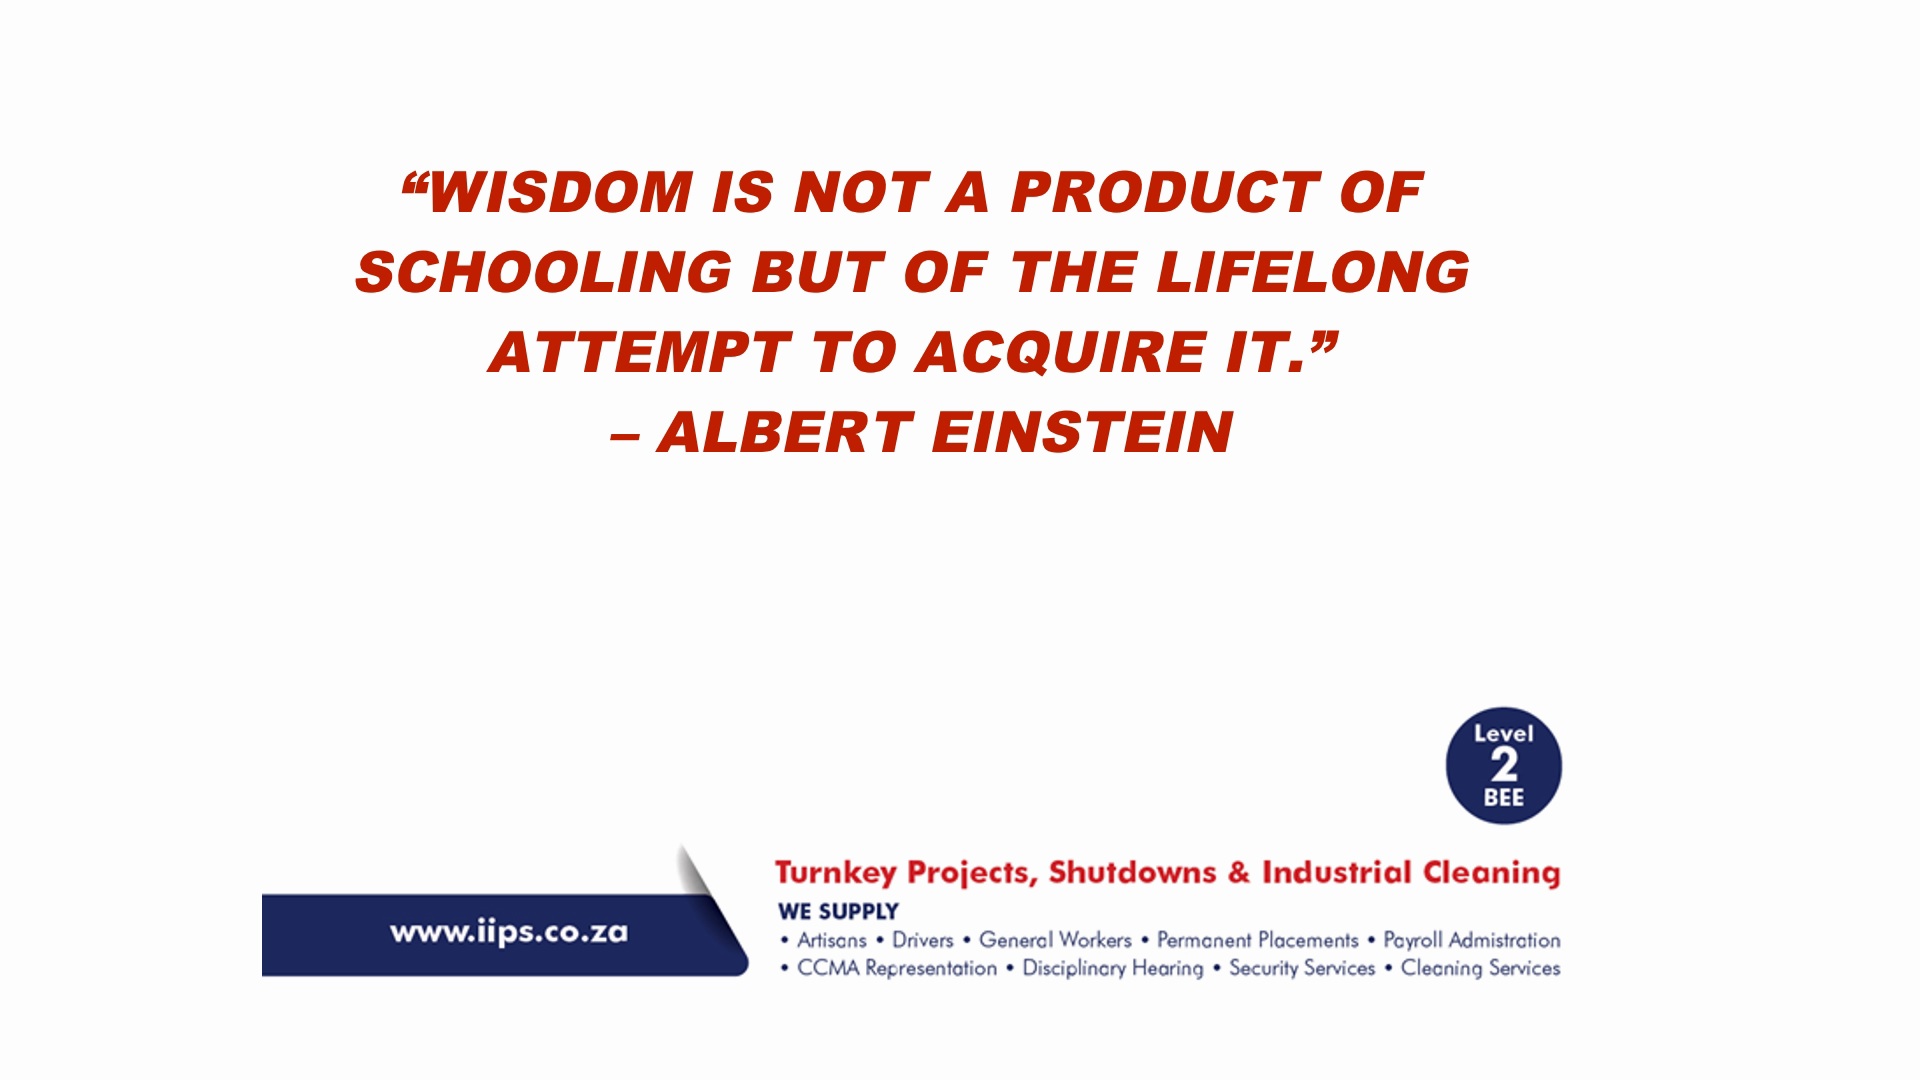 “WISDOM IS NOT A PRODUCT OF
SCHOOLING BUT OF THE LIFELONG
ATTEMPT TO ACQUIRE IT.”
– ALBERT EINSTEIN
Level
2
BEE
www.iips.co.za
Turnkey Projects, Shutdowns & Industrial Cleaning
WE SUPPLY
• Artisans • Drivers • General Workers • Permanent Placements • Payroll Admistration
• CCMA Representation • Disciplinary Hearing • Security Services • Cleaning Services